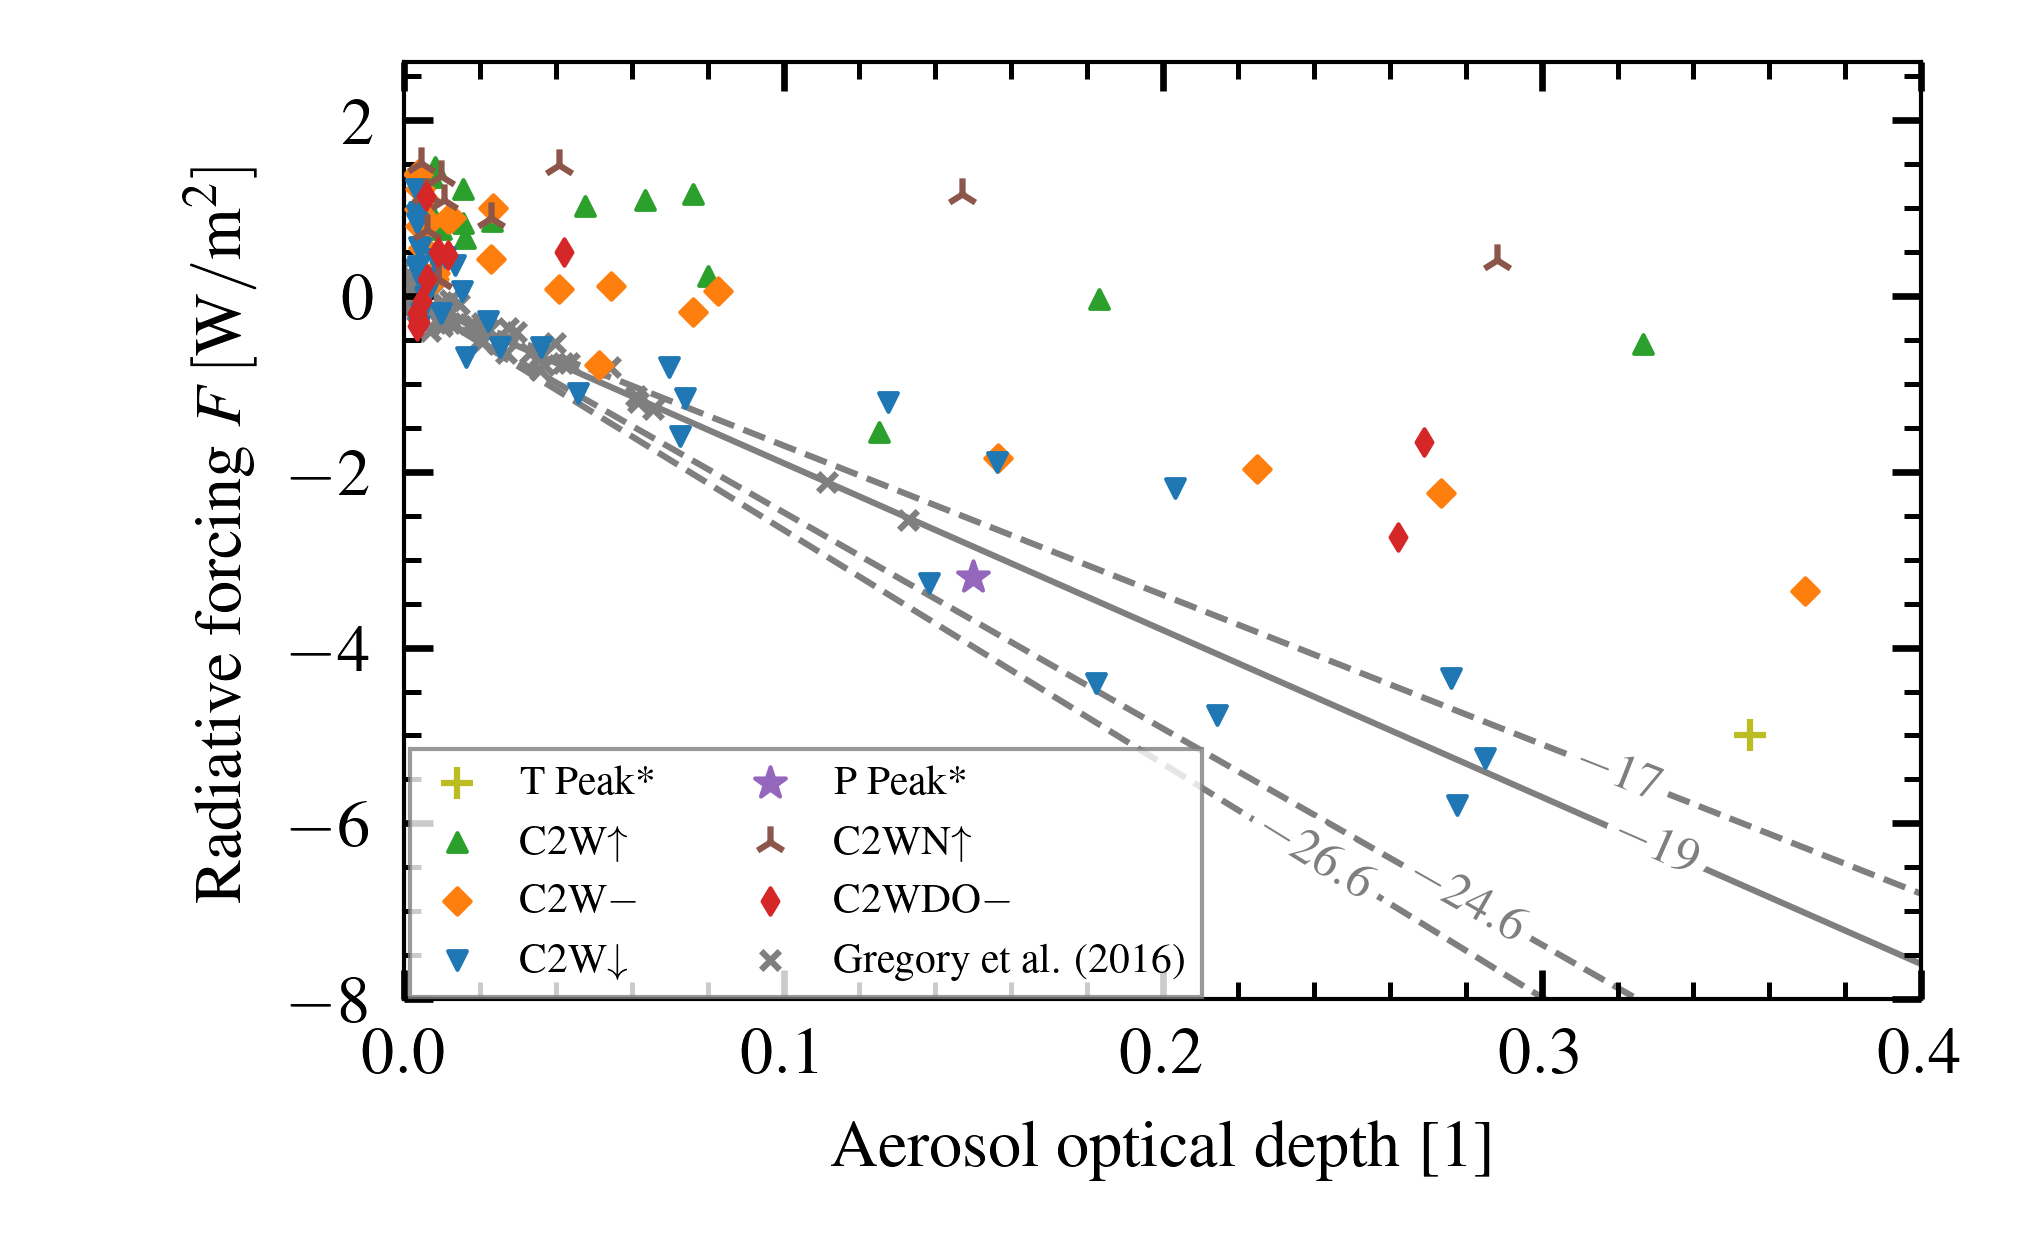 Radiative forcing F [W/m²]
2
0
−2
−4
−6
−8
−17
−19
−24.6
−26.6
T Peak*
C2W↑
C2W−
C2W↓
P Peak*
C2WN↑
C2WDO−
Gregory et al. (2016)
0.0 0.1 0.2 0.3 0.4
Aerosol optical depth [1]